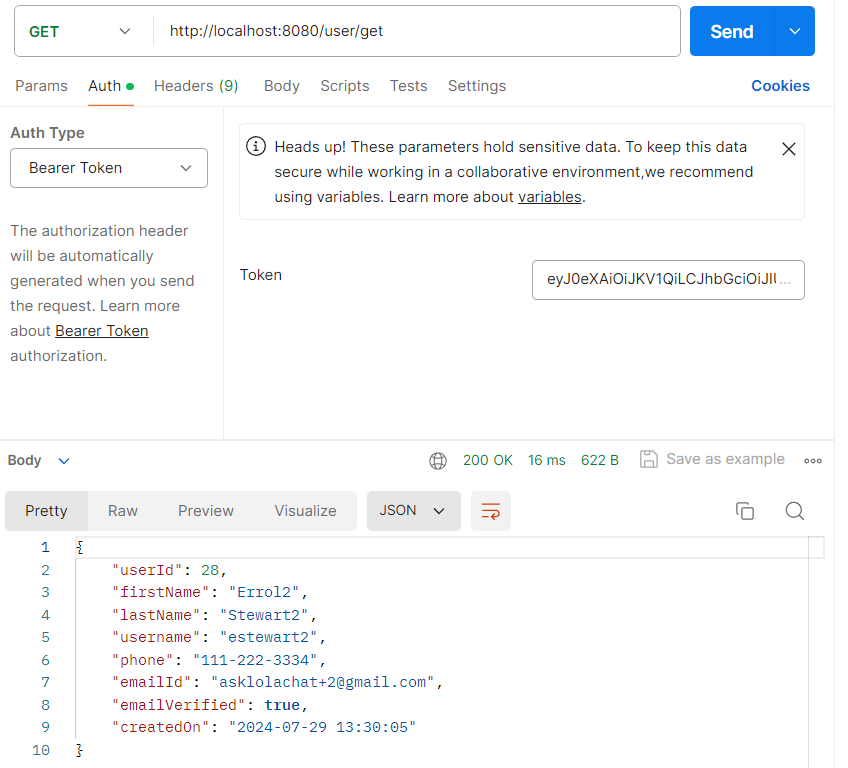 GET http://localhost:8080/user/get Send
Params Auth Headers (9) Body Scripts Tests Settings Cookies
Auth Type
Bearer Token
The authorization header
will be automatically
generated when you send
the request. Learn more
about Bearer Token
authorization.
Heads up! These parameters hold sensitive data. To keep this data
secure while working in a collaborative environment,we recommend
using variables. Learn more about variables.
Token eyJ0eXAiOiJKV1QiLCJhbGciOiJIU...
Body 200 OK 16 ms 622 B Save as example
Pretty Raw Preview Visualize JSON
1 {
2 "userId": 28,
3 "firstName": "Errol2",
4 "lastName": "Stewart2",
5 "username": "estewart2",
6 "phone": "111-222-3334",
7 "emailId": "asklolachat+2@gmail.com",
8 "emailVerified": true,
9 "createdOn": "2024-07-29 13:30:05"
10 }